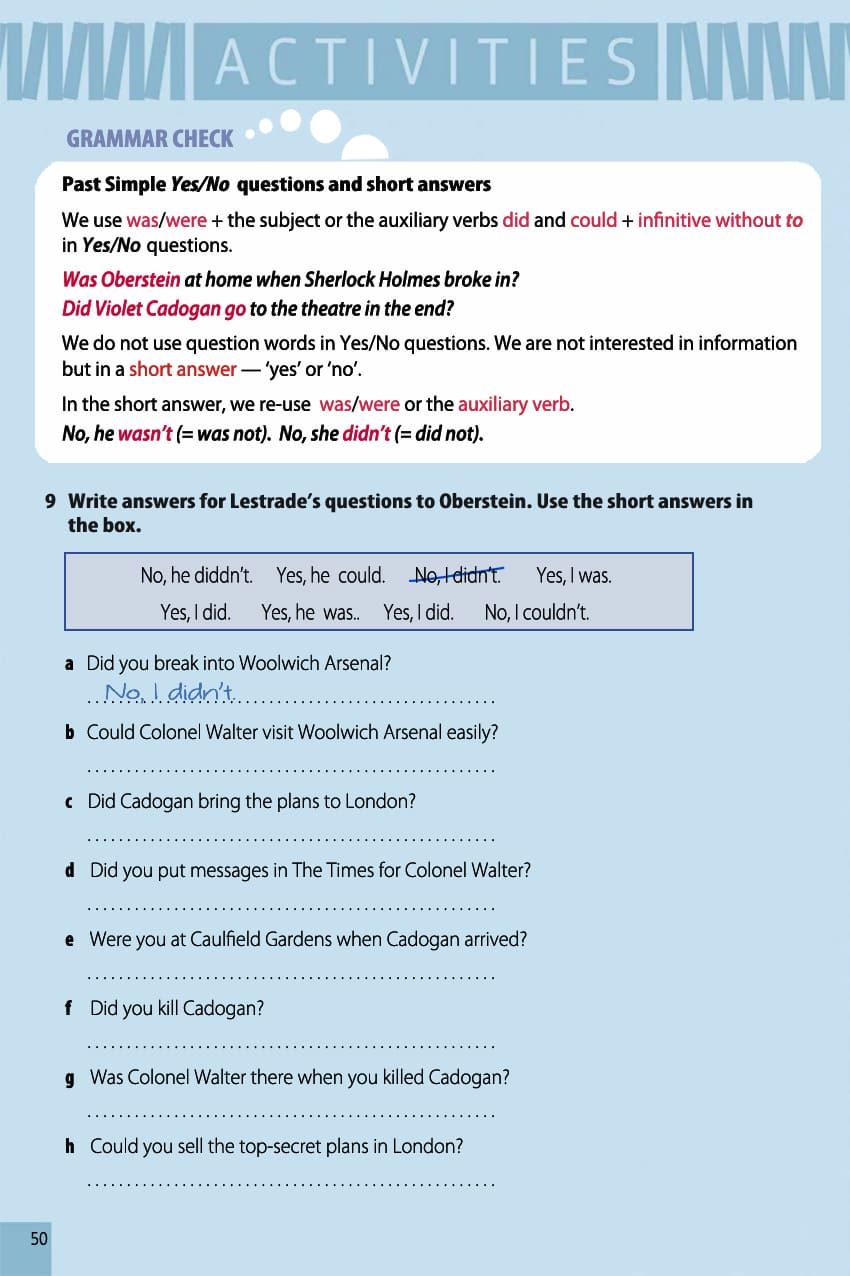 ACTIVITIES
GRAMMAR CHECK
Past Simple Yes/No questions and short answers
We use was/were + the subject or the auxiliary verbs did and could + infinitive without to
in Yes/No questions.
Was Oberstein at home when Sherlock Holmes broke in?
Did Violet Cadogan go to the theatre in the end?
We do not use question words in Yes/No questions. We are not interested in information
but in a short answer — ‘yes’ or ‘no’.
In the short answer, we re-use was/were or the auxiliary verb.
No, he wasn’t (= was not). No, she didn’t (= did not).
9 Write answers for Lestrade’s questions to Oberstein. Use the short answers in
the box.
No, he diddn’t. Yes, he could. No, I didn’t. Yes, I was.
Yes, I did. Yes, he was.. Yes, I did. No, I couldn’t.
a Did you break into Woolwich Arsenal?
No, I didn’t.
b Could Colonel Walter visit Woolwich Arsenal easily?
c Did Cadogan bring the plans to London?
d Did you put messages in The Times for Colonel Walter?
e Were you at Caulfield Gardens when Cadogan arrived?
f Did you kill Cadogan?
g Was Colonel Walter there when you killed Cadogan?
h Could you sell the top-secret plans in London?
50